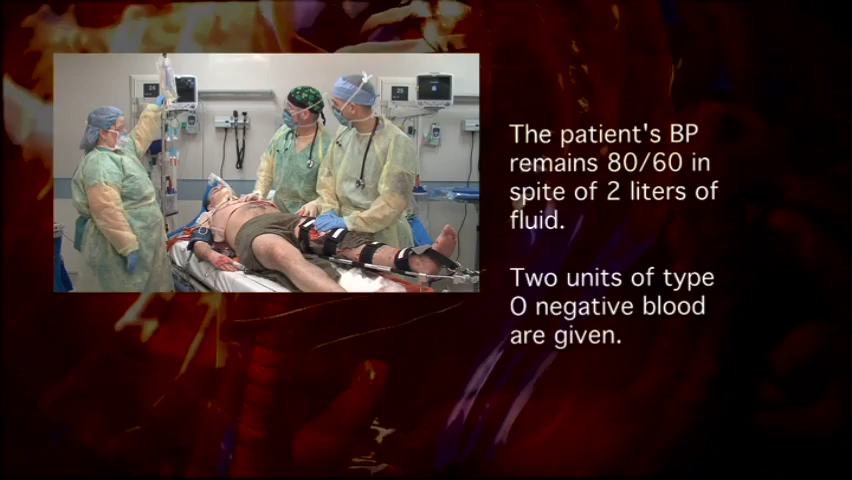 The patient's BP
remains 80/60 in
spite of 2 liters of
fluid.
Two units of type
O negative blood
are given.